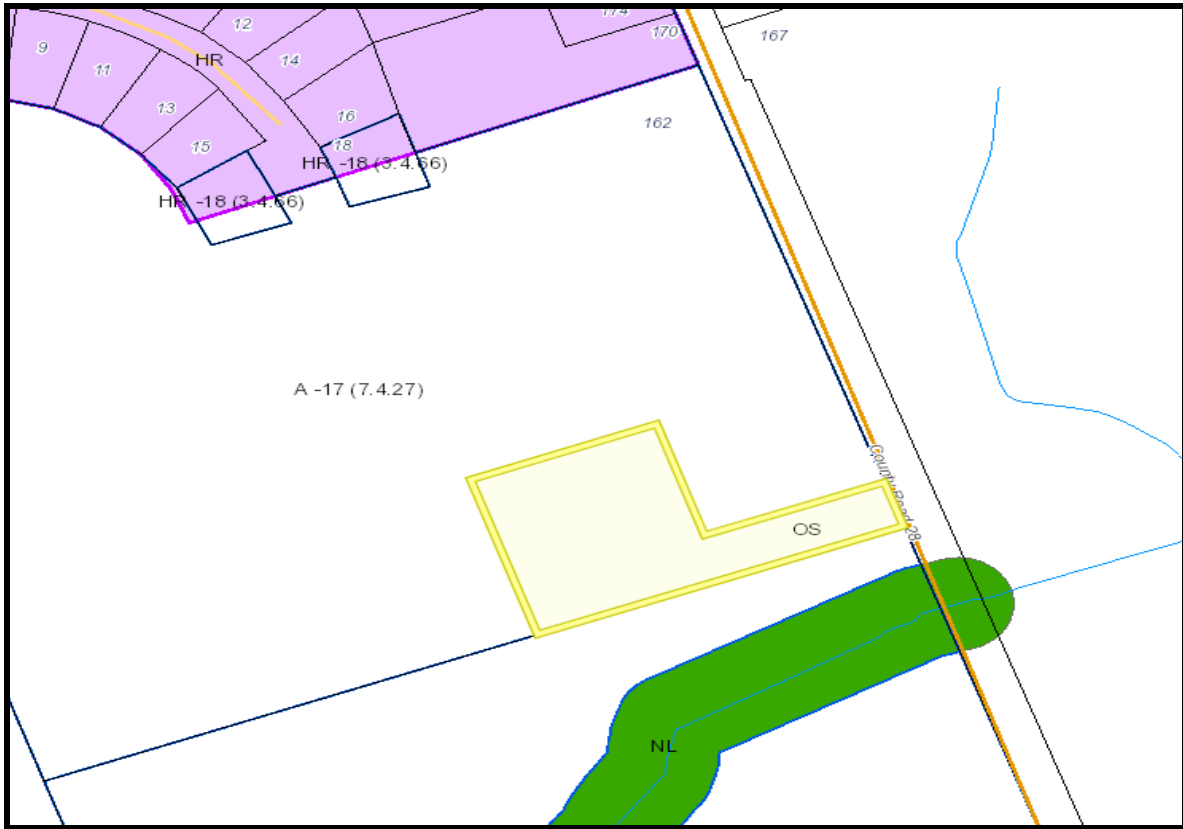 174
12
170
167
9
HR
14
11
13
16
162
15
18
HR -18 (3.4.66)
HR -18 (3.4.66)
A -17 (7.4.27)
County Road 28
OS
NL